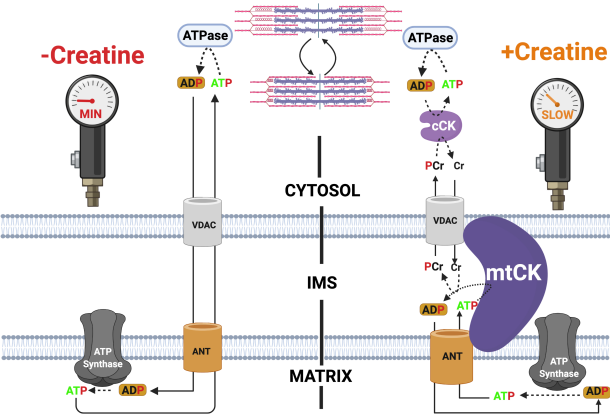 -Creatine
MIN
ATPase
ADP
ATP
VDAC
ANT
ATP
Synthase
ATP
ADP
CYTOSOL
IMS
MATRIX
+Creatine
SLOW
ATPase
ADP
ATP
cCK
PCr
Cr
VDAC
PCr
Cr
mtCK
ADP
ATP
ANT
ATP
Synthase
ATP
ADP